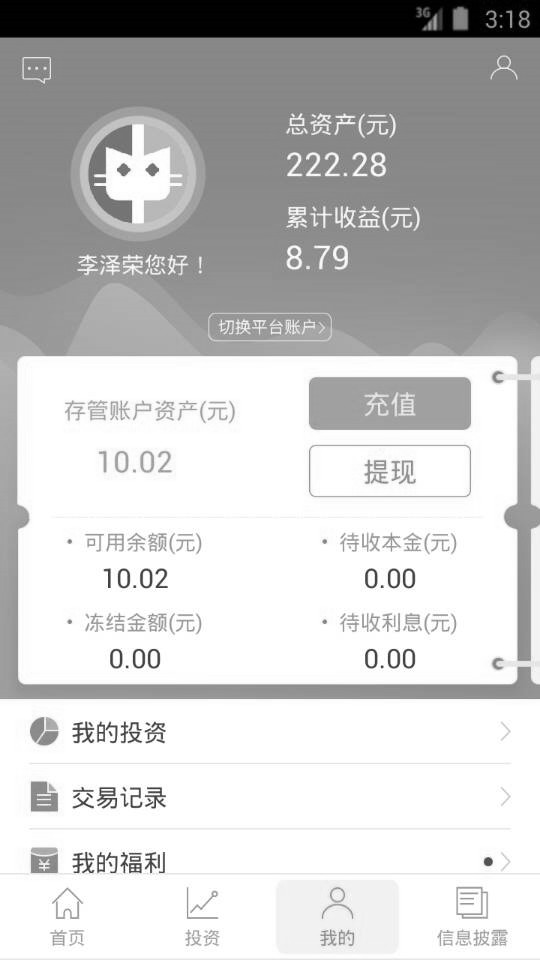 3G 3:18
总资产(元)
222.28
累计收益(元)
8.79
李泽荣您好！
切换平台账户>
存管账户资产(元)
10.02
充值
提现
• 可用余额(元)
10.02
• 待收本金(元)
0.00
• 冻结金额(元)
0.00
• 待收利息(元)
0.00
我的投资
交易记录
¥ 我的福利
首页
投资
我的
信息披露